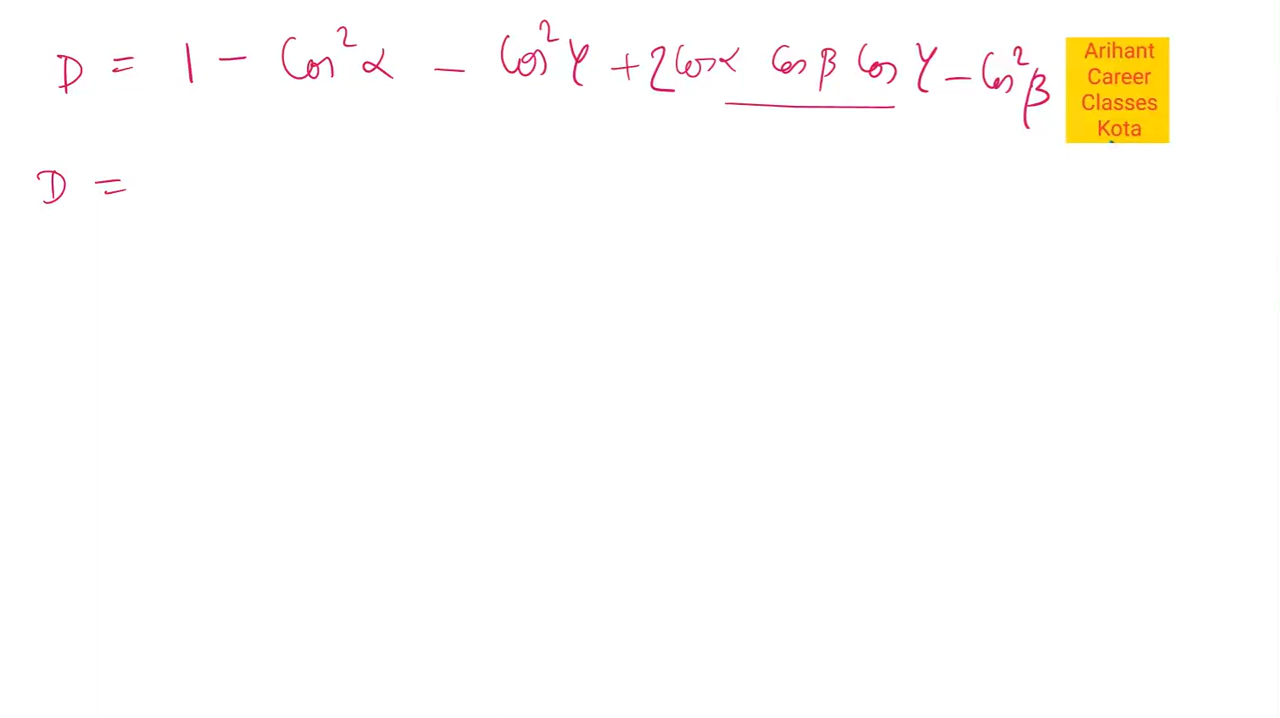 D = 1 - Cos²α - Cos²γ + 2Cosα Cosβ Cosγ - Cos²β
Arihant
Career
Classes
Kota
D =